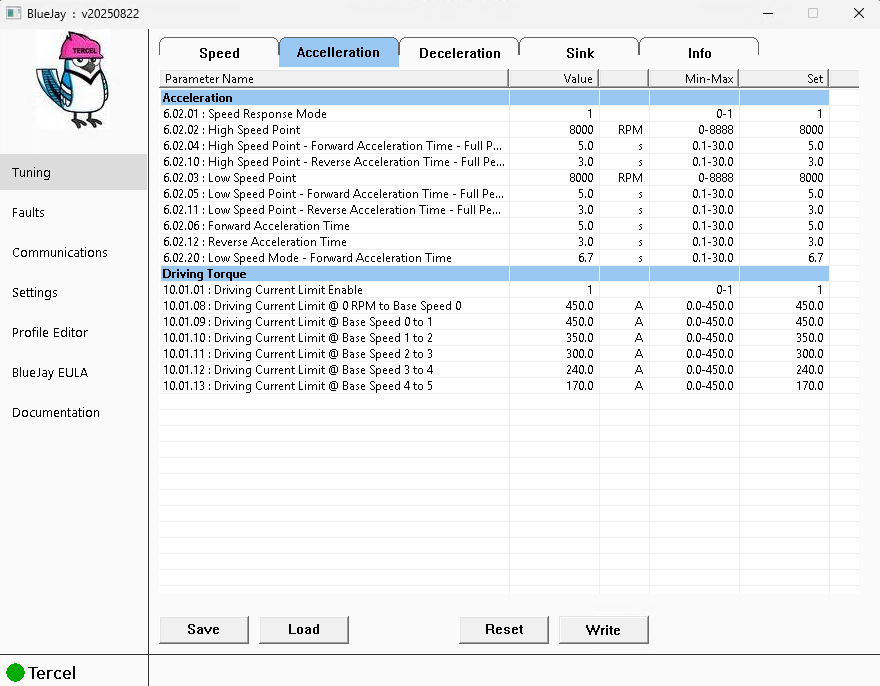 BlueJay : v20250822
TERCEL
Speed Accelleration Deceleration Sink Info
Parameter Name Value Min-Max Set
Acceleration
6.02.01 : Speed Response Mode 1 0-1 1
6.02.02 : High Speed Point 8000 RPM 0-8888 8000
6.02.04 : High Speed Point - Forward Acceleration Time - Full P... 5.0 s 0.1-30.0 5.0
6.02.10 : High Speed Point - Reverse Acceleration Time - Full Pe... 3.0 s 0.1-30.0 3.0
6.02.03 : Low Speed Point 8000 RPM 0-8888 8000
6.02.05 : Low Speed Point - Forward Acceleration Time - Full Pe... 5.0 s 0.1-30.0 5.0
6.02.11 : Low Speed Point - Reverse Acceleration Time - Full Pe... 3.0 s 0.1-30.0 3.0
6.02.06 : Forward Acceleration Time 5.0 s 0.1-30.0 5.0
6.02.12 : Reverse Acceleration Time 3.0 s 0.1-30.0 3.0
6.02.20 : Low Speed Mode - Forward Acceleration Time 6.7 s 0.1-30.0 6.7
Driving Torque
10.01.01 : Driving Current Limit Enable 1 0-1 1
10.01.08 : Driving Current Limit @ 0 RPM to Base Speed 0 450.0 A 0.0-450.0 450.0
10.01.09 : Driving Current Limit @ Base Speed 0 to 1 450.0 A 0.0-450.0 450.0
10.01.10 : Driving Current Limit @ Base Speed 1 to 2 350.0 A 0.0-450.0 350.0
10.01.11 : Driving Current Limit @ Base Speed 2 to 3 300.0 A 0.0-450.0 300.0
10.01.12 : Driving Current Limit @ Base Speed 3 to 4 240.0 A 0.0-450.0 240.0
10.01.13 : Driving Current Limit @ Base Speed 4 to 5 170.0 A 0.0-450.0 170.0
Tuning
Faults
Communications
Settings
Profile Editor
BlueJay EULA
Documentation
Save Load Reset Write
Tercel